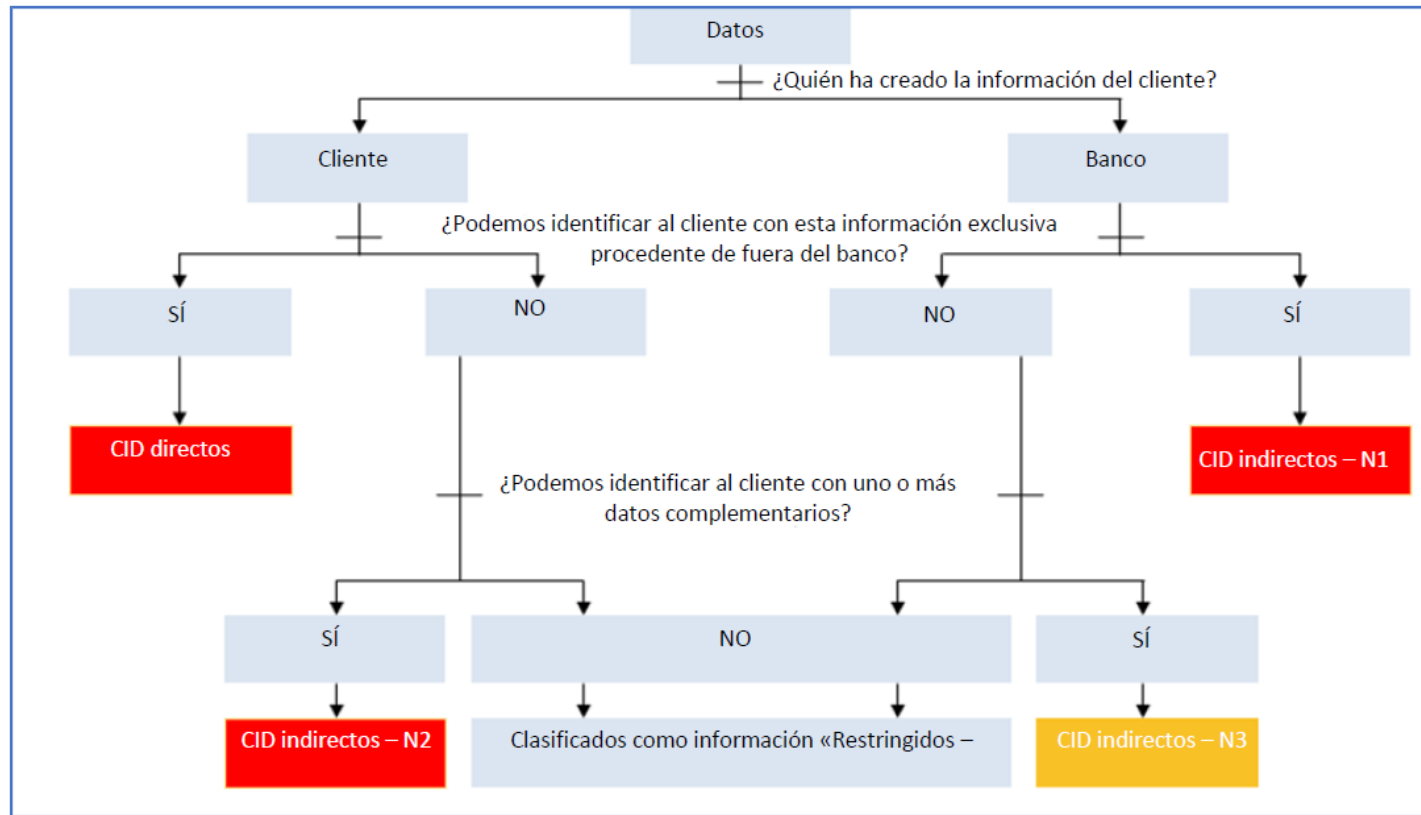 Datos
¿Quién ha creado la información del cliente?
Cliente
Banco
¿Podemos identificar al cliente con esta información exclusiva
procedente de fuera del banco?
SÍ
NO
NO
SÍ
CID directos
CID indirectos – N1
¿Podemos identificar al cliente con uno o más
datos complementarios?
SÍ
NO
SÍ
CID indirectos – N2
Clasificados como información «Restringidos –
CID indirectos – N3